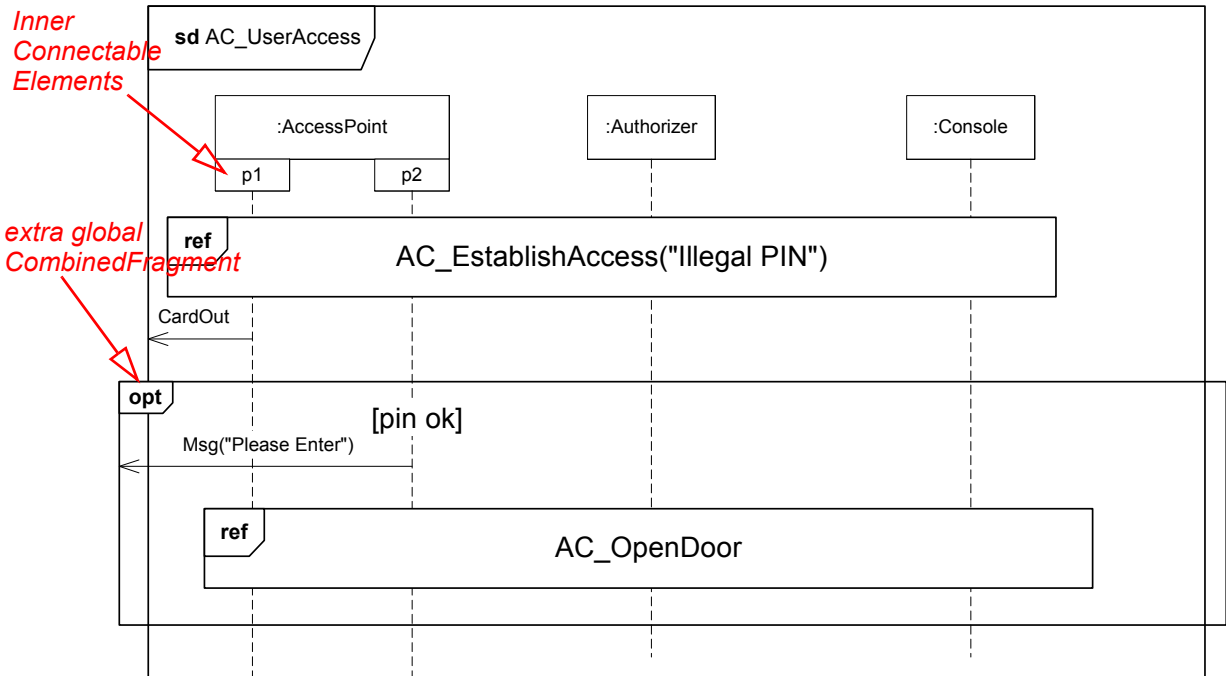 Inner
Connectable
Elements
sd AC_UserAccess
:AccessPoint
:Authorizer
:Console
p1
p2
extra global
CombinedFragment
ref
AC_EstablishAccess("Illegal PIN")
CardOut
opt
[pin ok]
Msg("Please Enter")
ref
AC_OpenDoor